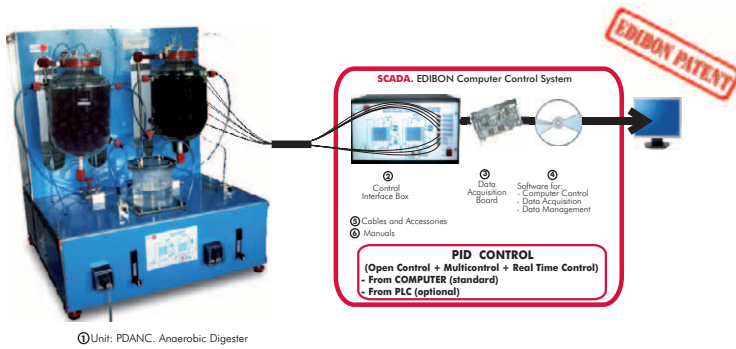 EDIBON PATENT
SCADA. EDIBON Computer Control System
② Control
Interface Box
③ Data
Acquisition
Board
④ Software for:
- Computer Control
- Data Acquisition
- Data Management
⑤ Cables and Accessories
⑥ Manuals
PID CONTROL
(Open Control + Multicontrol + Real Time Control)
- From COMPUTER (standard)
- From PLC (optional)
① Unit: PDANC. Anaerobic Digester